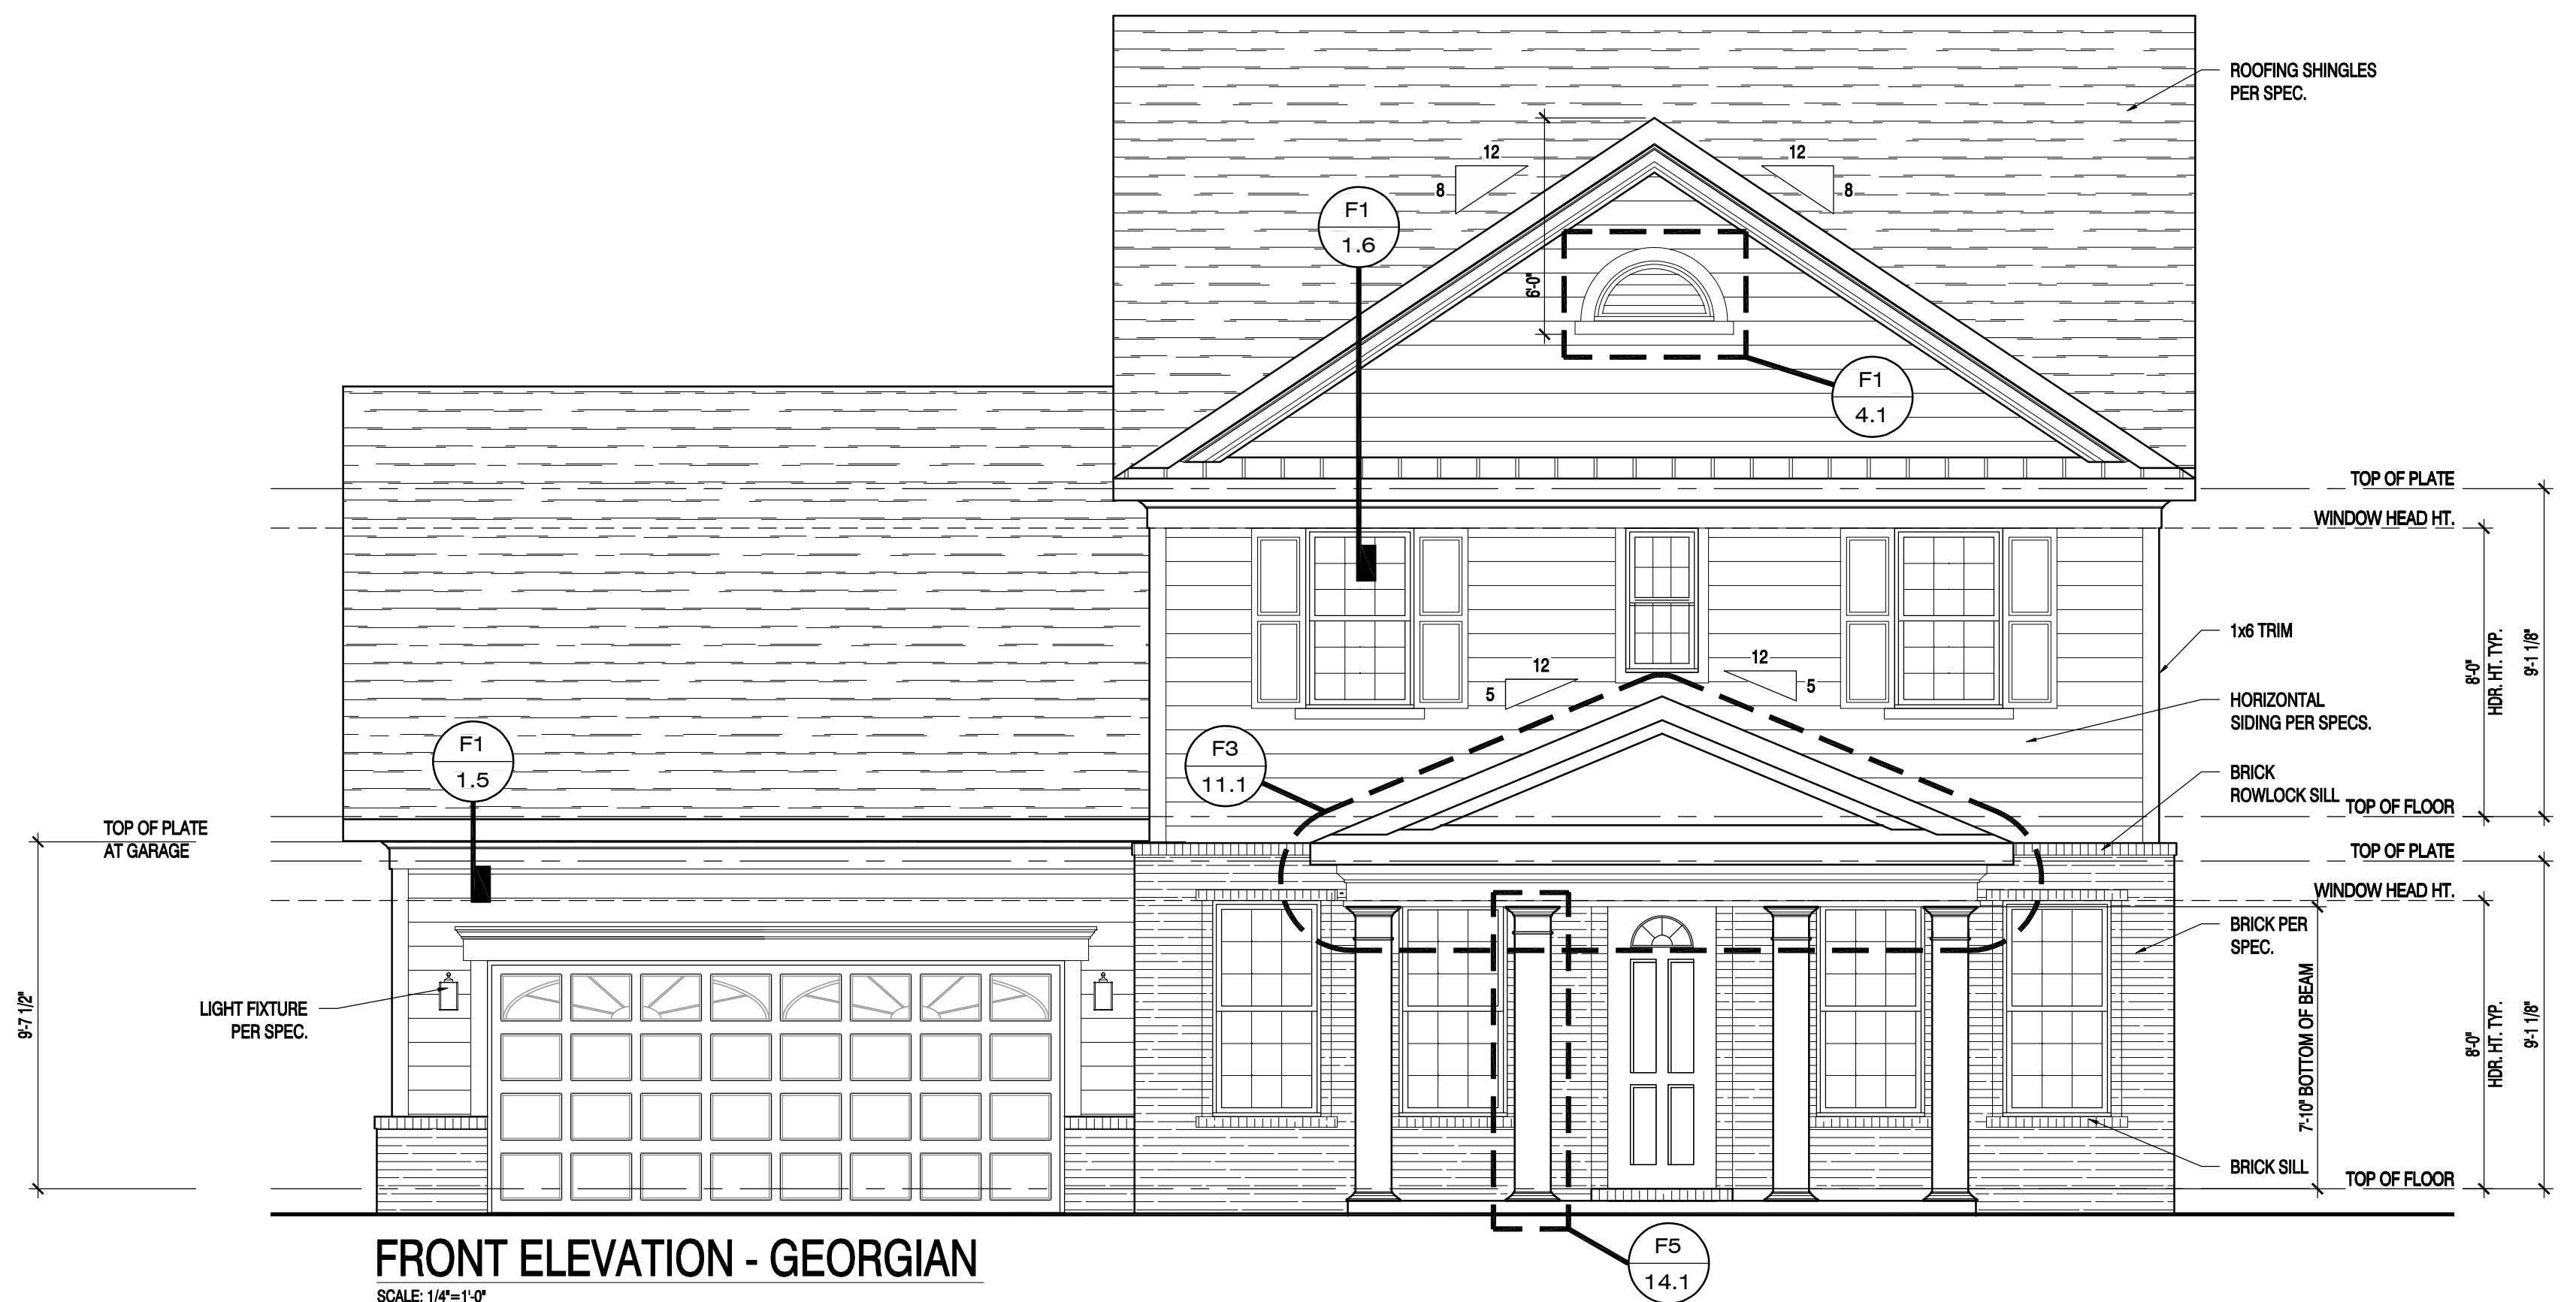 ROOFING SHINGLES
PER SPEC.
12
8
12
8
F1
1.6
6'-0"
F1
4.1
TOP OF PLATE
WINDOW HEAD HT.
1x6 TRIM
8'-0"
HDR. HT. TYP.
9'-1 1/8"
12
5
12
5
HORIZONTAL
SIDING PER SPECS.
F3
11.1
F1
1.5
BRICK
ROWLOCK SILL
TOP OF FLOOR
TOP OF PLATE
AT GARAGE
TOP OF PLATE
WINDOW HEAD HT.
BRICK PER
SPEC.
9'-7 1/2"
LIGHT FIXTURE
PER SPEC.
7'-10" BOTTOM OF BEAM
8'-0"
HDR. HT. TYP.
9'-1 1/8"
BRICK SILL
TOP OF FLOOR
F5
14.1
FRONT ELEVATION - GEORGIAN
SCALE: 1/4"=1'-0"